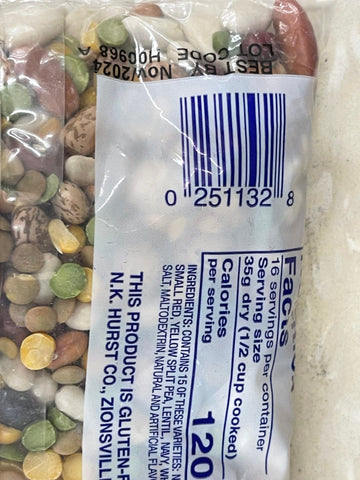 BEST BY Nov/2024
LOT CODE H00968 A
0 251132 8
Facts
16 servings per container
Serving size
35g dry (1/2 cup cooked)
Calories
per serving
120
INGREDIENTS: CONTAINS 15 OF THESE VARIETIES:
SMALL RED, YELLOW SPLIT PEA, LENTIL, NAVY,
SALT, MALTODEXTRIN, NATURAL AND ARTIFICIAL
THIS PRODUCT IS GLUTEN-
N.K. HURST CO., ZIONSVILL